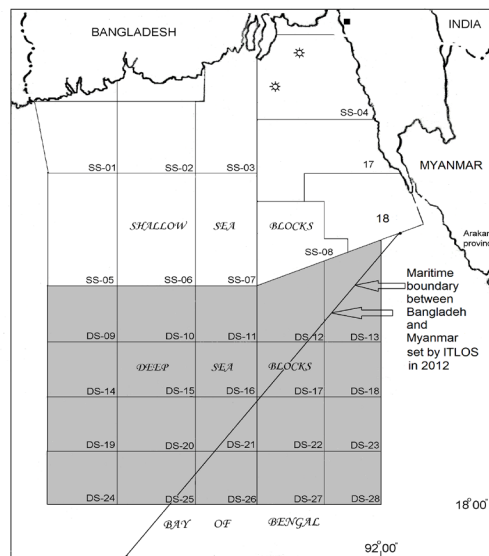 BANGLADESH
INDIA
SS-04
17
SS-01 SS-02 SS-03
MYANMAR
SHALLOW SEA BLOCKS
18
Arakan
provinc
SS-08
SS-05 SS-06 SS-07
Maritime
boundary
between
Bangladeh
and
Myanmar
set by ITLOS
in 2012
DS-09 DS-10 DS-11 DS-12 DS-13
DEEP SEA BLOCKS
DS-14 DS-15 DS-16 DS-17 DS-18
DS-19 DS-20 DS-21 DS-22 DS-23
DS-24 DS-25 DS-26 DS-27 DS-28
18°00'
BAY OF BENGAL
92°00'